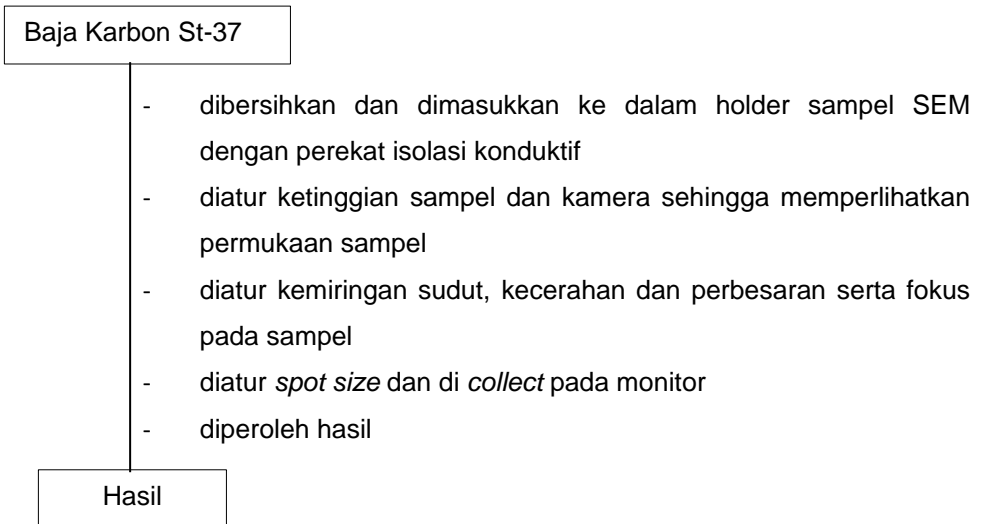 Baja Karbon St-37
- dibersihkan dan dimasukkan ke dalam holder sampel SEM
dengan perekat isolasi konduktif
- diatur ketinggian sampel dan kamera sehingga memperlihatkan
permukaan sampel
- diatur kemiringan sudut, kecerahan dan perbesaran serta fokus
pada sampel
- diatur spot size dan di collect pada monitor
- diperoleh hasil
Hasil